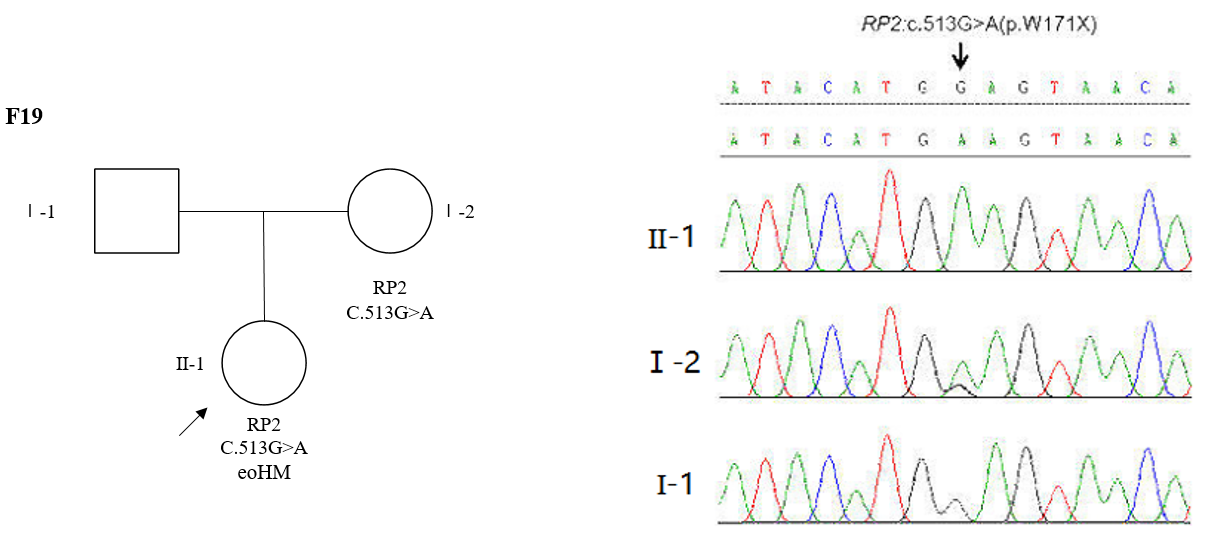 F19
I -1
I -2
RP2
C.513G>A
II-1
RP2
C.513G>A
eoHM
RP2:c.513G>A(p.W171X)
A T A C A T G G A G T A A C A
A T A C A T G A A G T A A C A
II-1
I -2
I-1